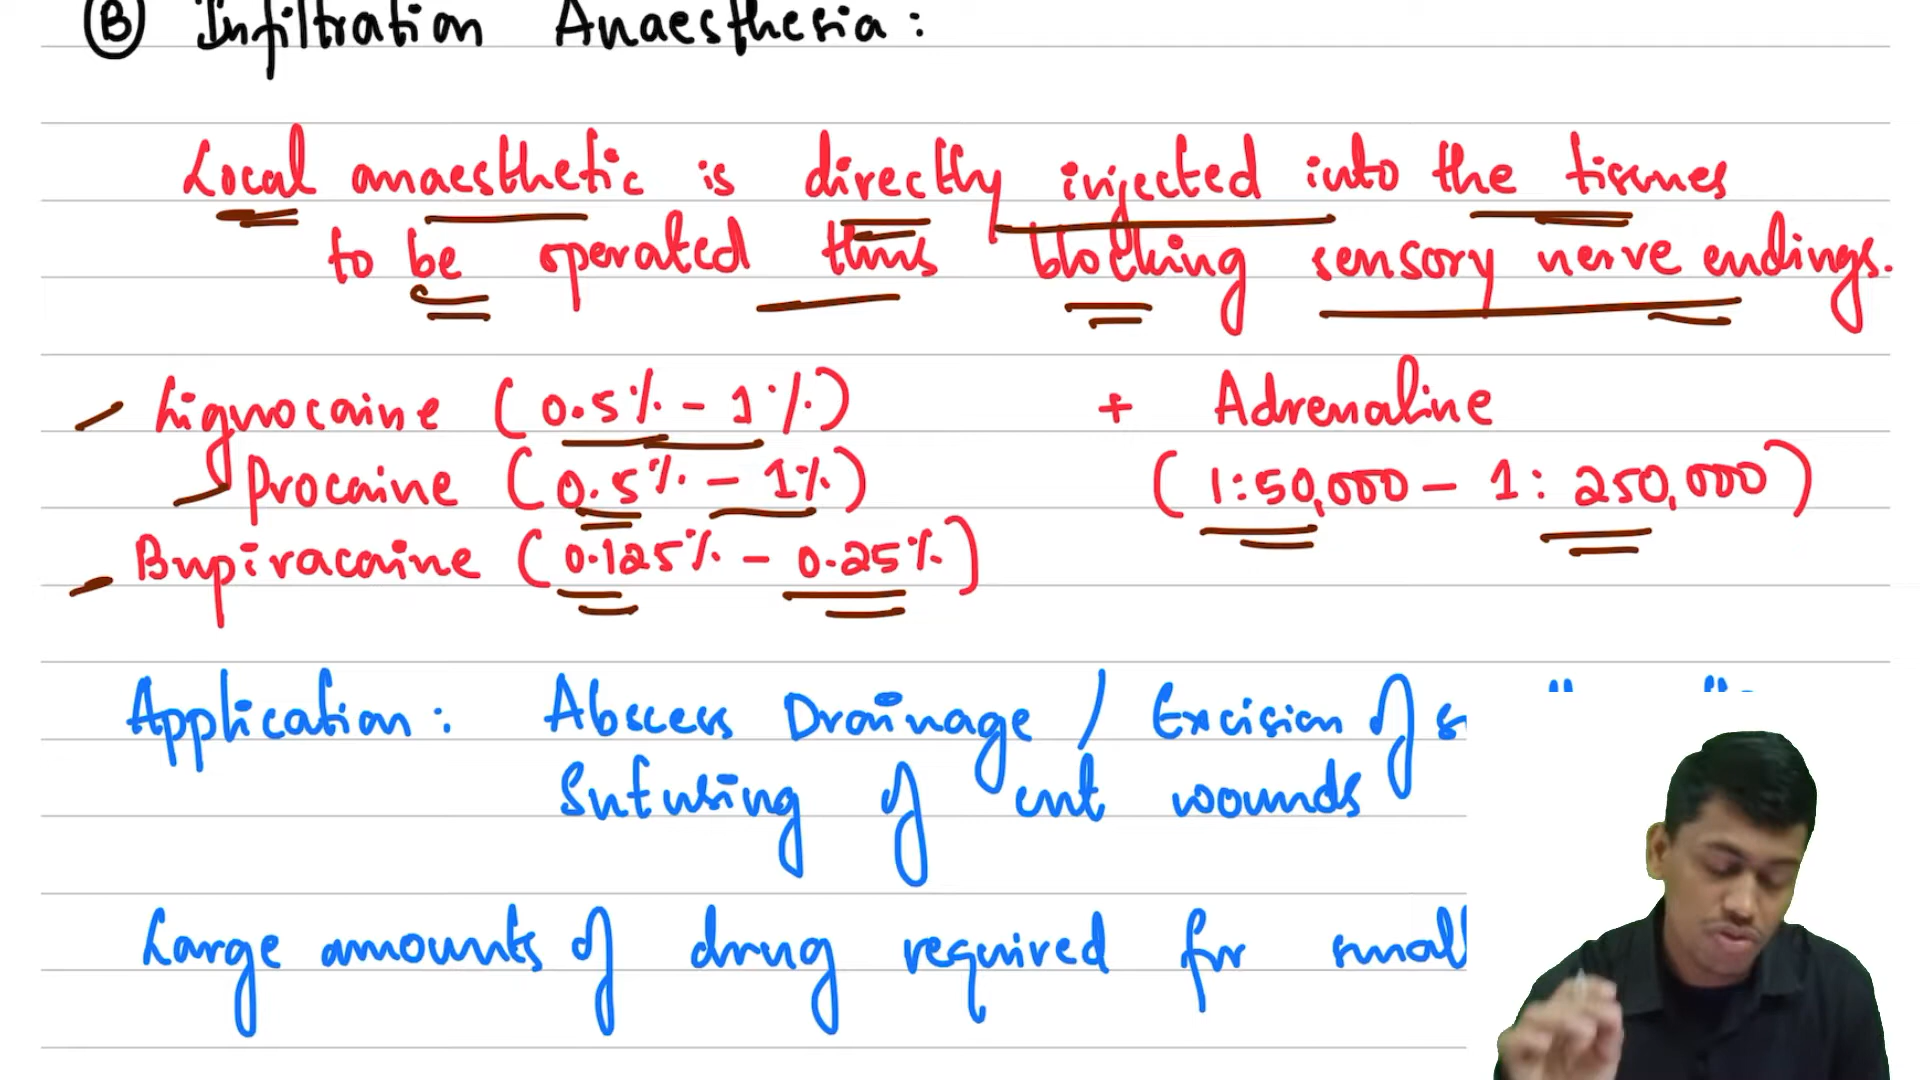 B Infiltration Anaesthesia :
Local anaesthetic is directly injected into the tissues
to be operated thus blocking sensory nerve endings.
Lignocaine (0.5% - 1%) + Adrenaline
Procaine (0.5% - 1%) (1:50,000 - 1: 250,000)
Bupivacaine (0.125% - 0.25%)
Application: Abscess Drainage / Excision of
Suturing of cut wounds
Large amounts of drug required for small